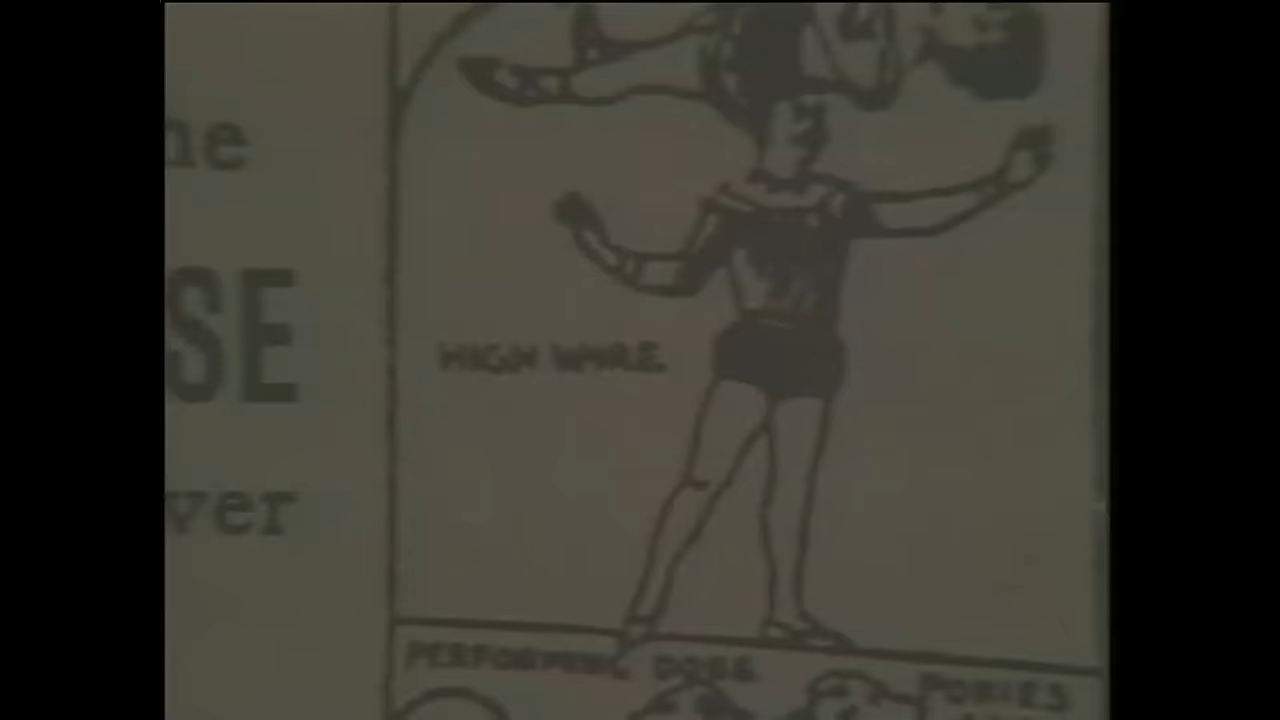 he
SE
ver
HIGH WIRE
PERFORMING DOGS
PONIES